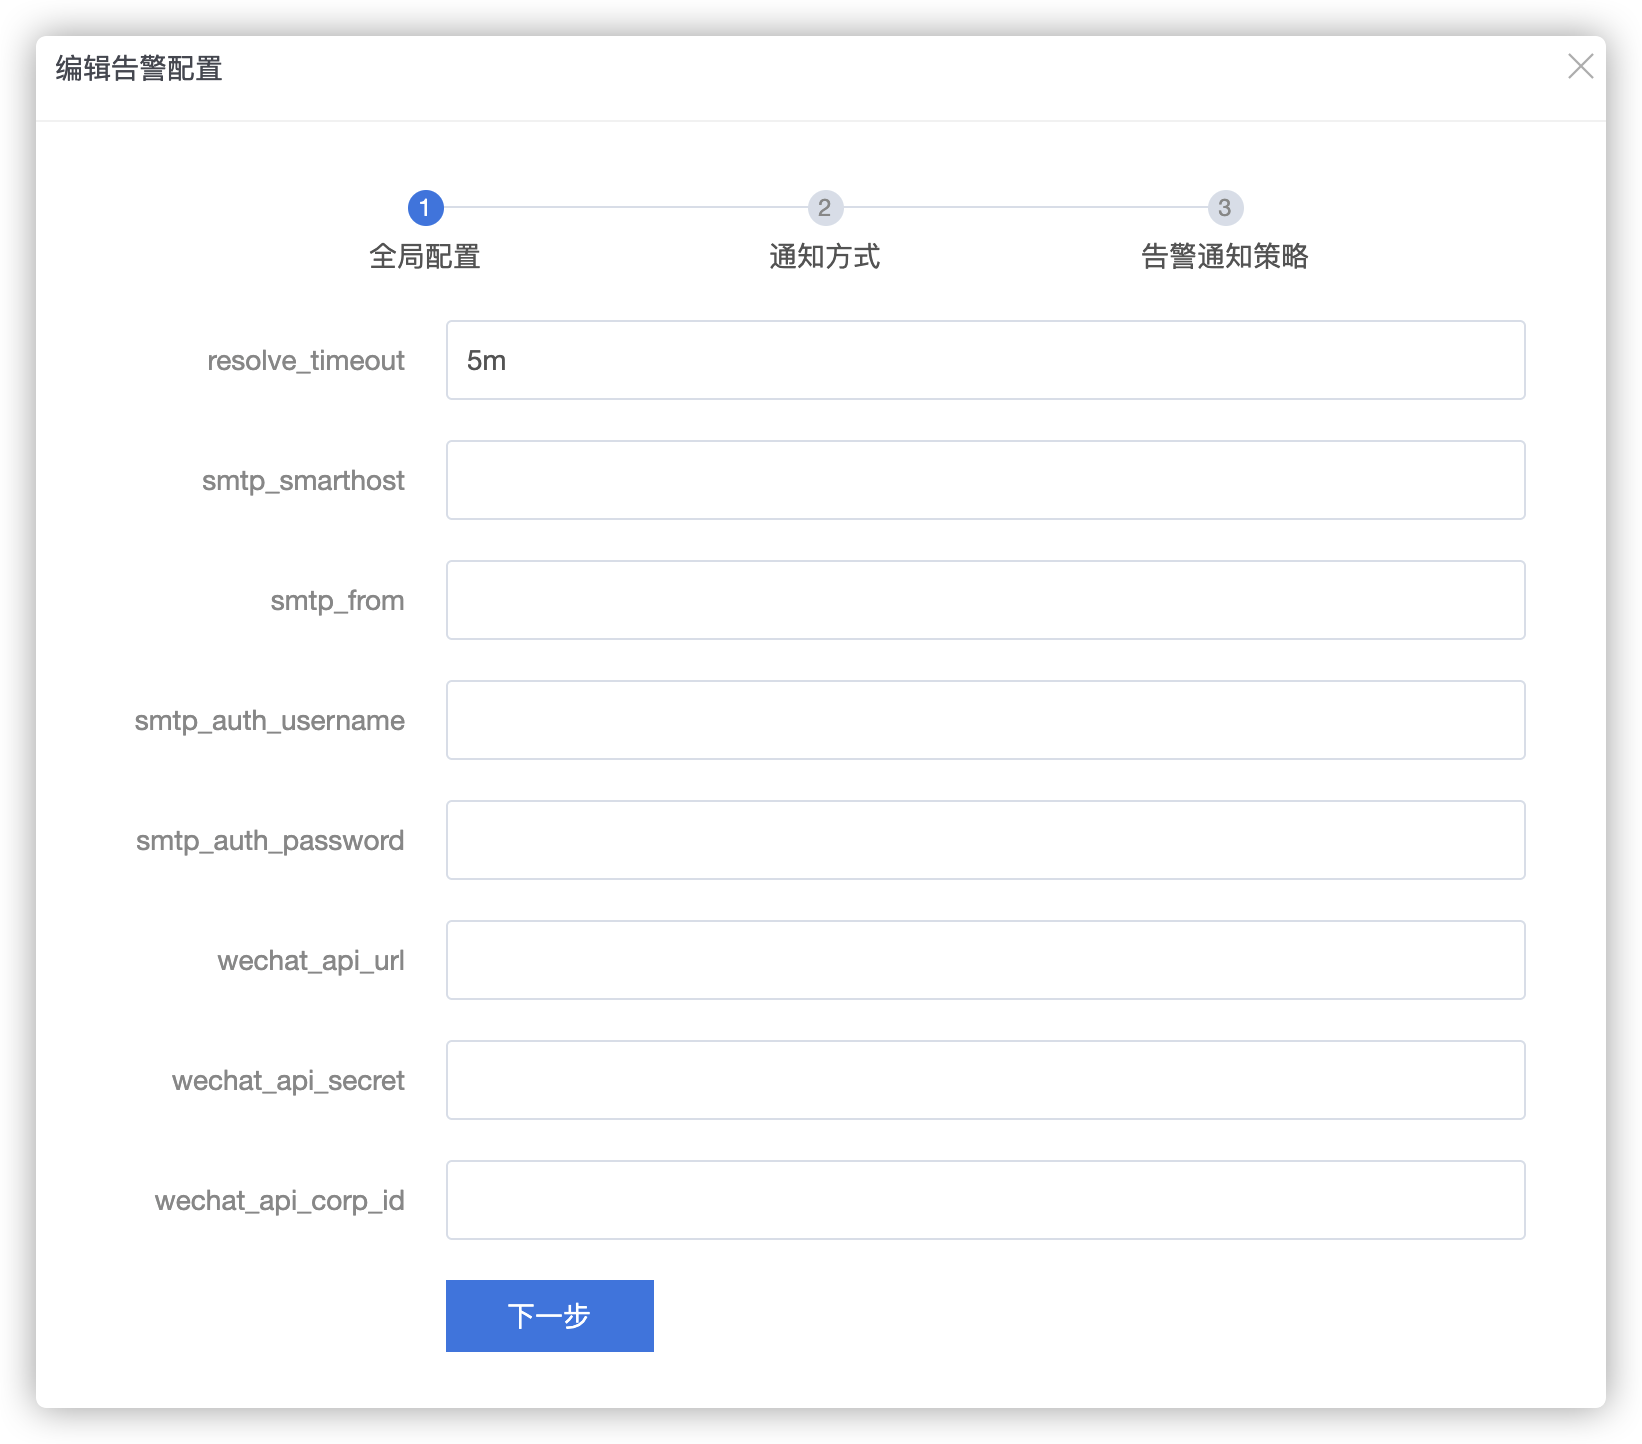 编辑告警配置
1
2
3
全局配置
通知方式
告警通知策略
resolve_timeout
5m
smtp_smarthost
smtp_from
smtp_auth_username
smtp_auth_password
wechat_api_url
wechat_api_secret
wechat_api_corp_id
下一步